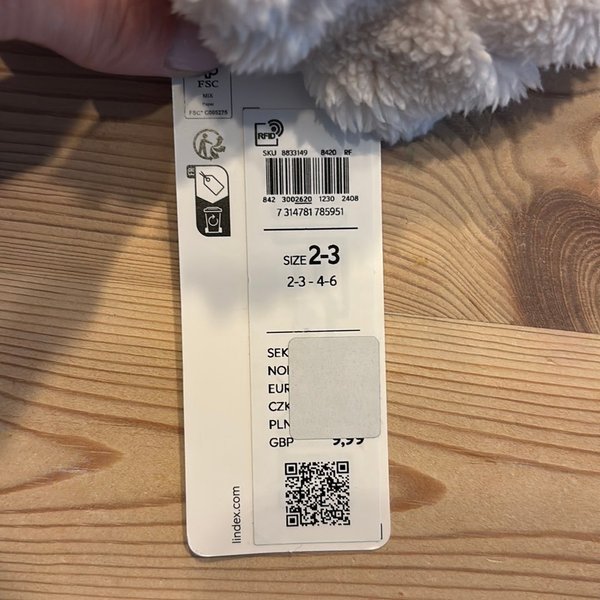 FSC
MIX
Paper
FSC® C005275
RFID
SKU 8833149 8420 RF
842 3002620 1230 2408
7 314781 785951
SIZE 2-3
2-3 - 4-6
SEK
EUR
CZK
PLN
GBP 9,99
lindex.com